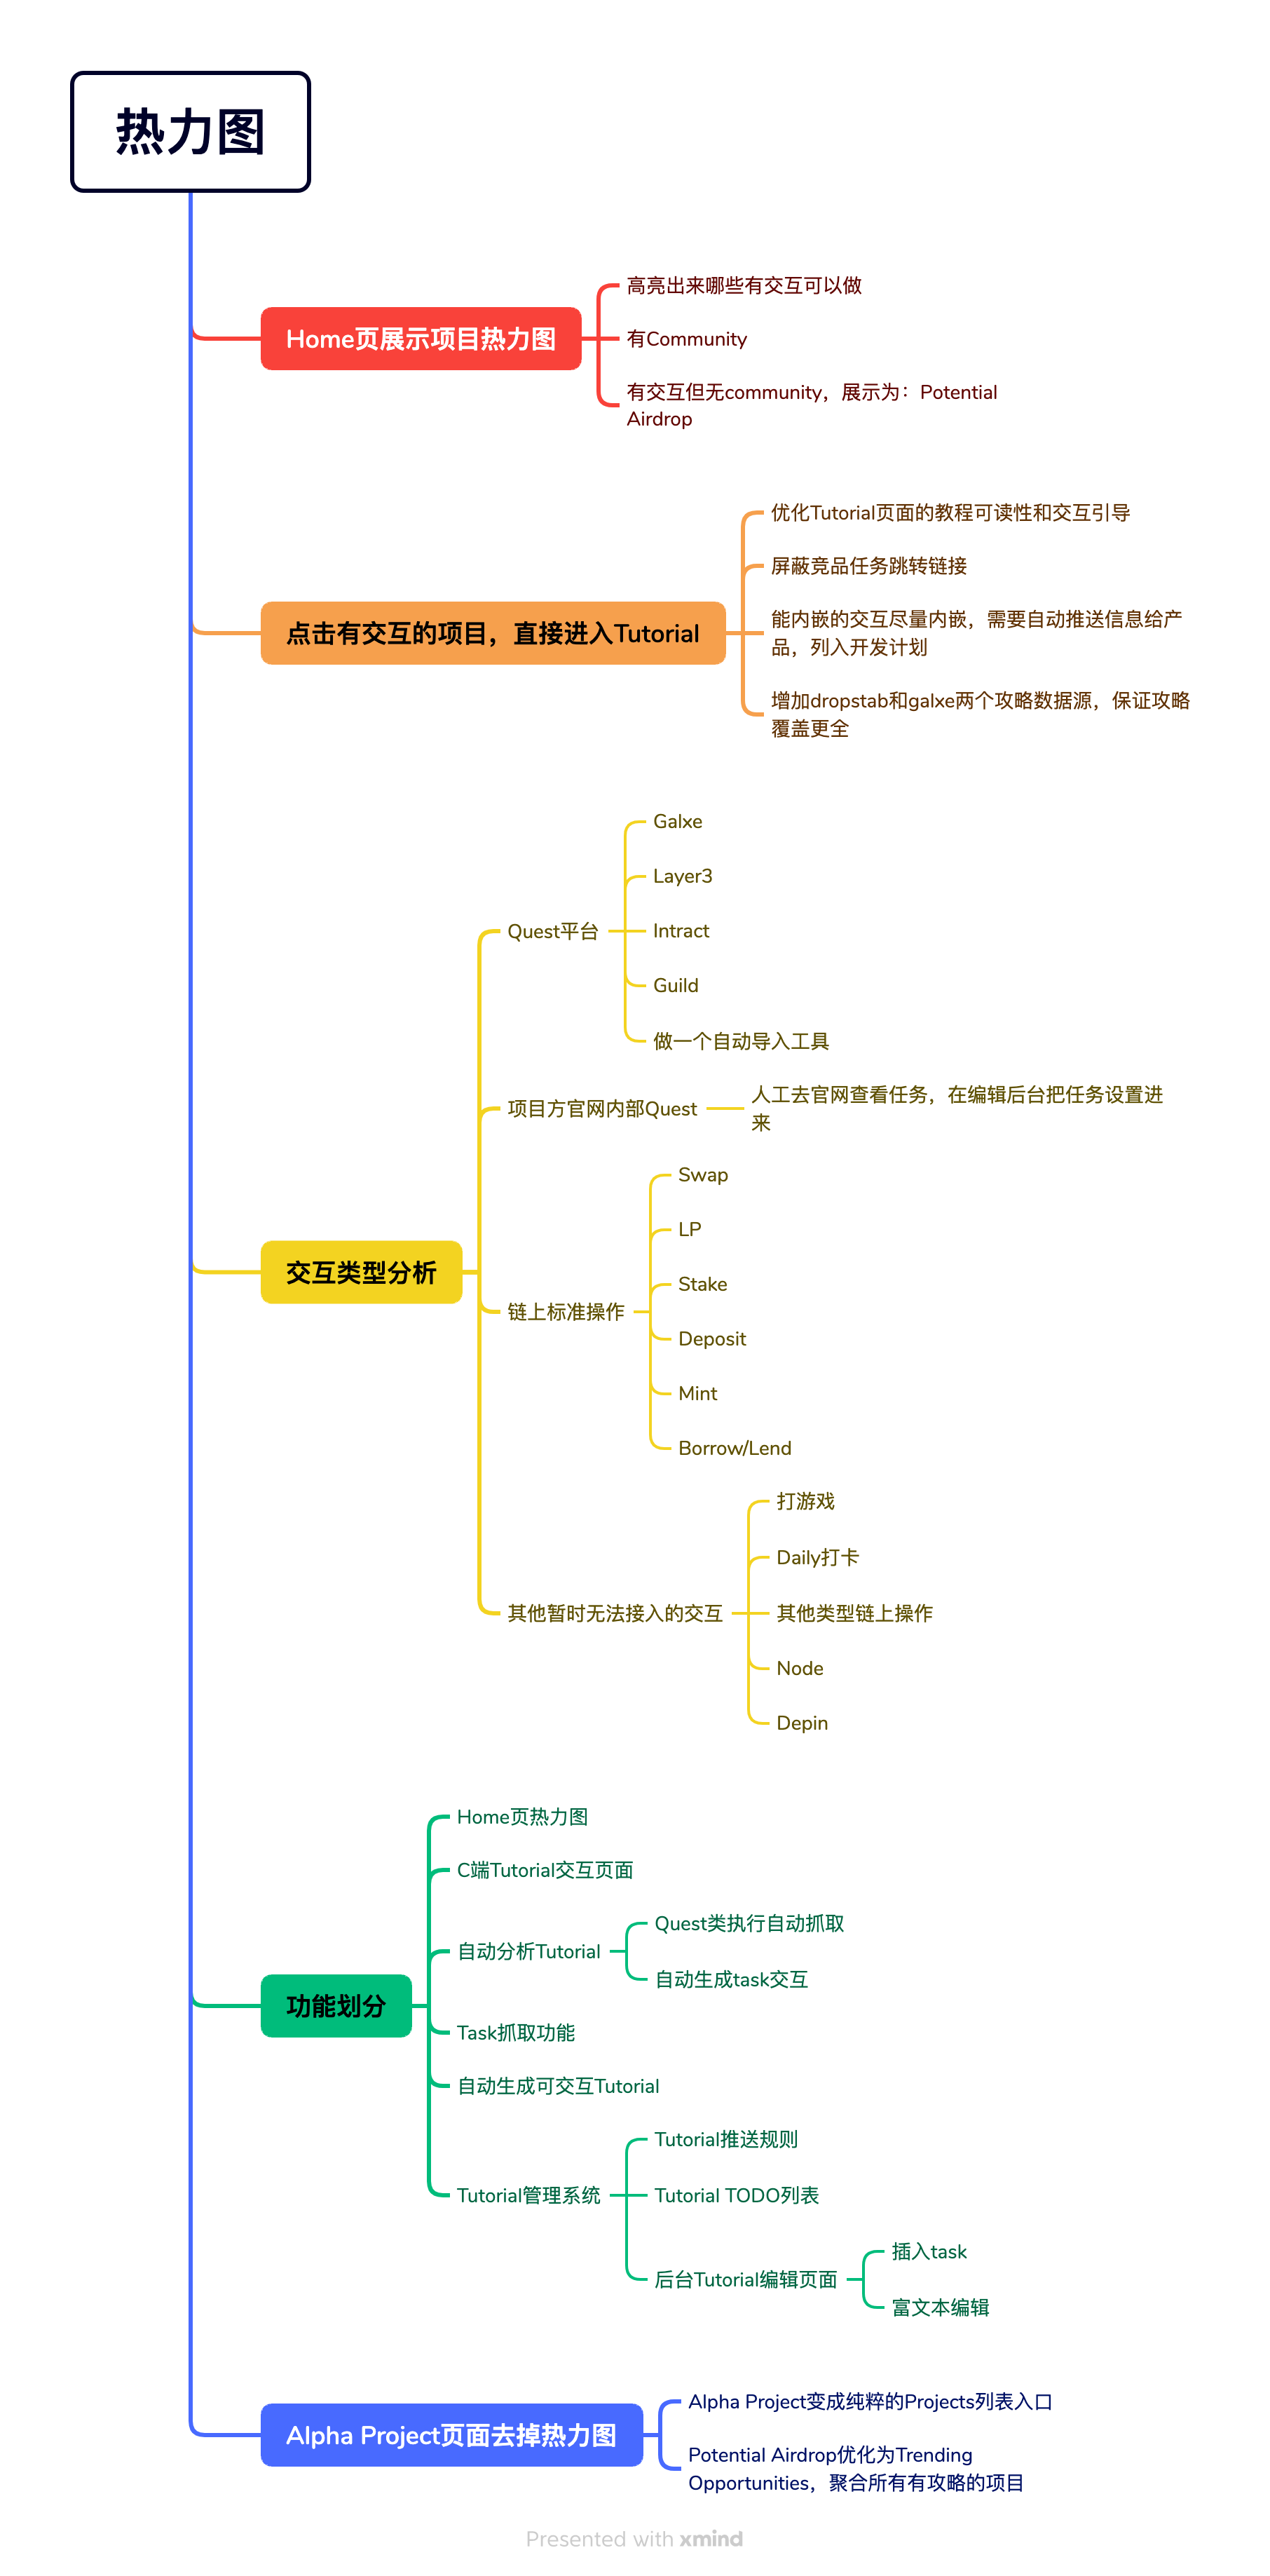 热力图
Home页展示项目热力图
高亮出来哪些有交互可以做
有Community
有交互但无community，展示为：Potential
Airdrop
点击有交互的项目，直接进入Tutorial
优化Tutorial页面的教程可读性和交互引导
屏蔽竞品任务跳转链接
能内嵌的交互尽量内嵌，需要自动推送信息给产
品，列入开发计划
增加dropstab和galxe两个攻略数据源，保证攻略
覆盖更全
交互类型分析
Quest平台
Galxe
Layer3
Intract
Guild
做一个自动导入工具
项目方官网内部Quest
人工去官网查看任务，在编辑后台把任务设置进
来
链上标准操作
Swap
LP
Stake
Deposit
Mint
Borrow/Lend
其他暂时无法接入的交互
打游戏
Daily打卡
其他类型链上操作
Node
Depin
功能划分
Home页热力图
C端Tutorial交互页面
自动分析Tutorial
Quest类执行自动抓取
自动生成task交互
Task抓取功能
自动生成可交互Tutorial
Tutorial管理系统
Tutorial推送规则
Tutorial TODO列表
后台Tutorial编辑页面
插入task
富文本编辑
Alpha Project页面去掉热力图
Alpha Project变成纯粹的Projects列表入口
Potential Airdrop优化为Trending
Opportunities，聚合所有有攻略的项目
Presented with xmind